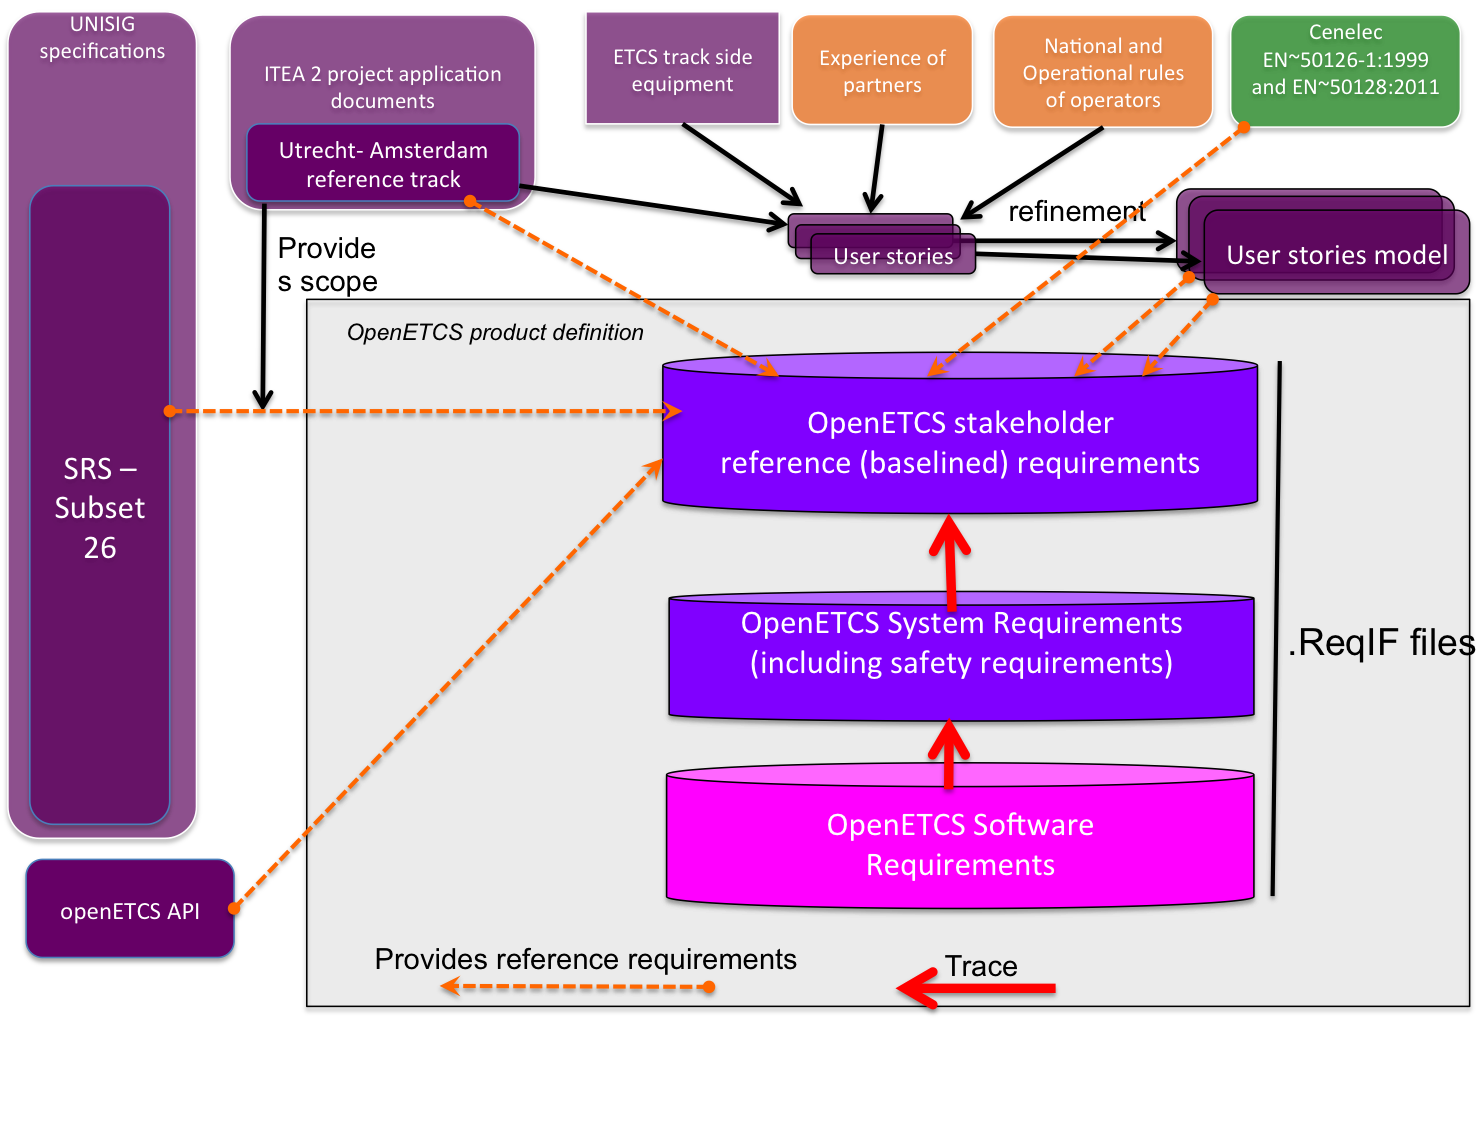 UNISIG
specifications
ITEA 2 project application
documents
Utrecht- Amsterdam
reference track
ETCS track side
equipment
Experience of
partners
National and
Operational rules
of operators
Cenelec
EN~50126-1:1999
and EN~50128:2011
Provide
s scope
User stories
refinement
User stories model
OpenETCS product definition
SRS –
Subset
26
OpenETCS stakeholder
reference (baselined) requirements
OpenETCS System Requirements
(including safety requirements)
.ReqIF files
OpenETCS Software
Requirements
openETCS API
Provides reference requirements
Trace